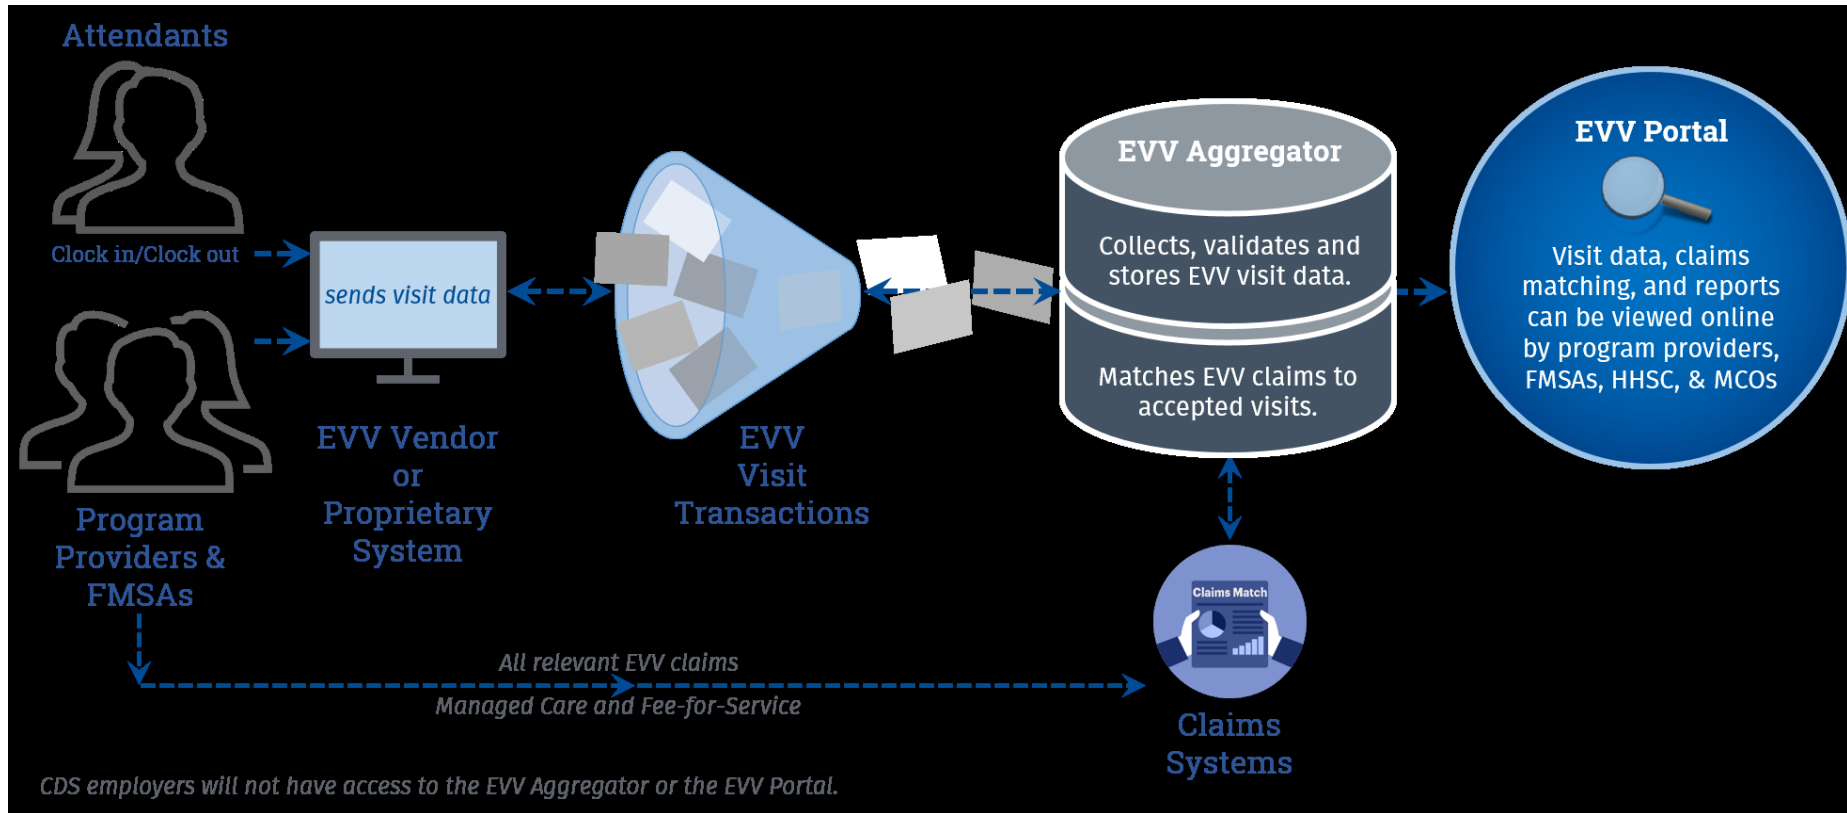 Attendants
Clock in/Clock out
Program
Providers &
FMSAs
sends visit data
EVV Vendor
or
Proprietary
System
EVV
Visit
Transactions
EVV Aggregator
Collects, validates and
stores EVV visit data.
Matches EVV claims to
accepted visits.
EVV Portal
Visit data, claims
matching, and reports
can be viewed online
by program providers,
FMSAs, HHSC, & MCOs
Claims Match
Claims
Systems
All relevant EVV claims
Managed Care and Fee-for-Service
CDS employers will not have access to the EVV Aggregator or the EVV Portal.